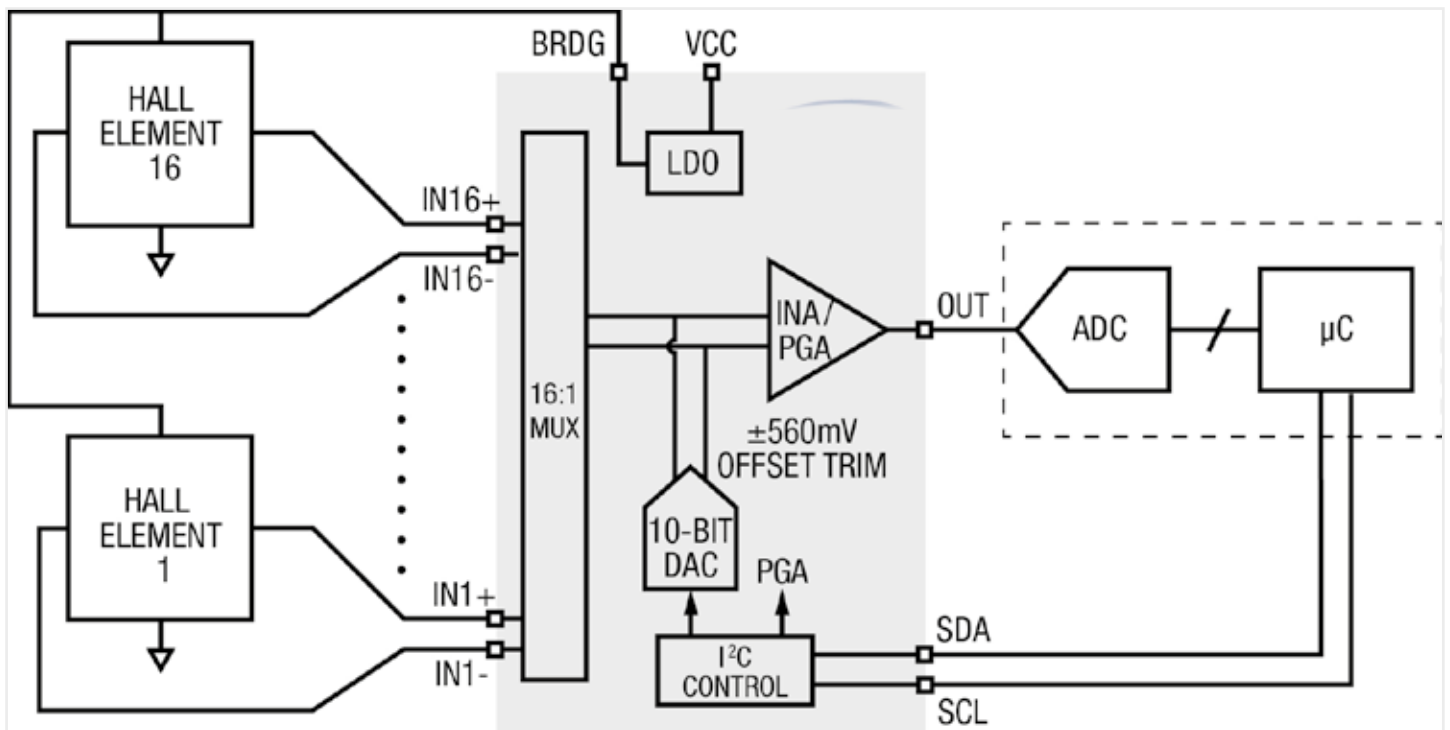 BRDG
VCC
HALL
ELEMENT
16
LDO
IN16+
IN16-
INA/
PGA
OUT
ADC
µC
16:1
MUX
±560mV
OFFSET TRIM
HALL
ELEMENT
1
10-BIT
DAC
PGA
IN1+
IN1-
I²C
CONTROL
SDA
SCL